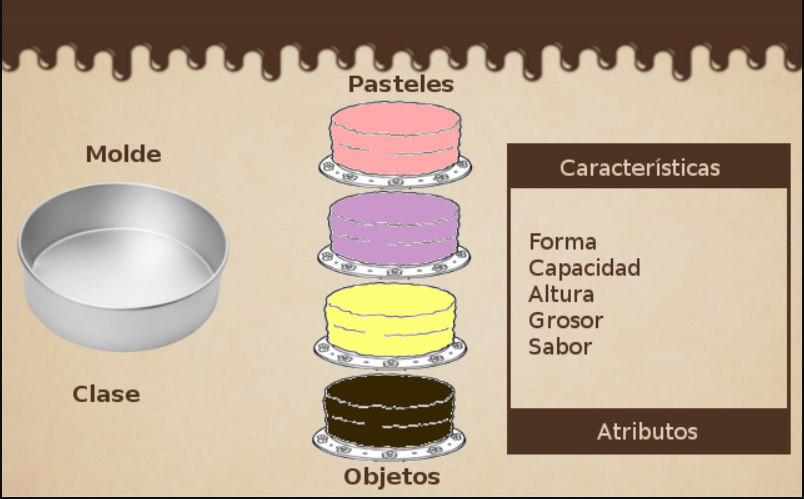 Pasteles
Molde
Clase
Objetos
Características
Forma
Capacidad
Altura
Grosor
Sabor
Atributos